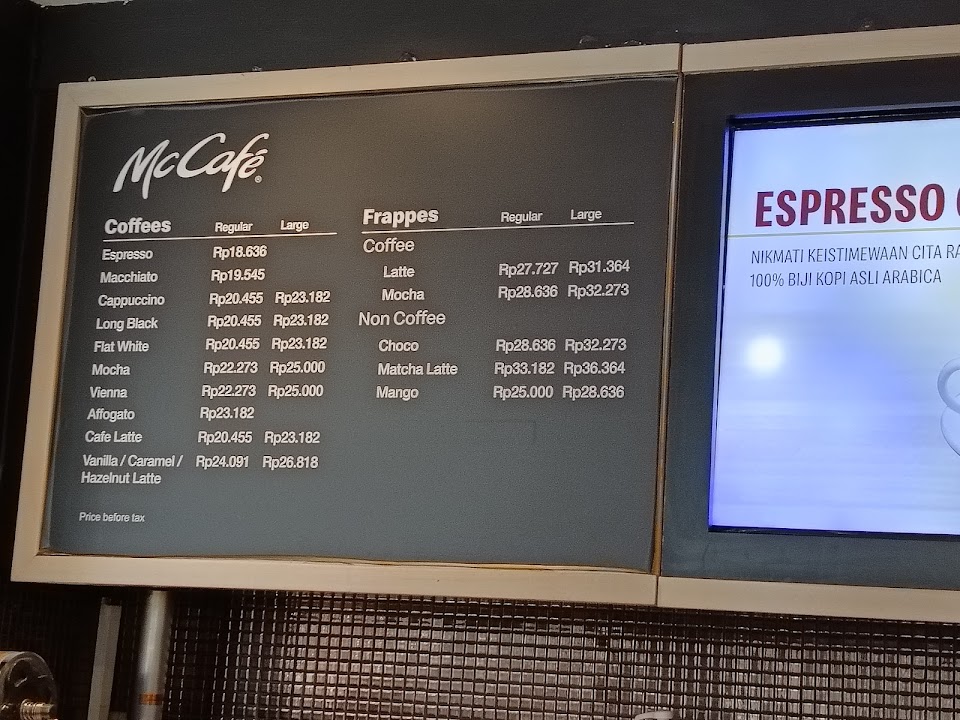 McCafé®
Coffees Regular Large
Espresso Rp18.636
Macchiato Rp19.545
Cappuccino Rp20.455 Rp23.182
Long Black Rp20.455 Rp23.182
Flat White Rp20.455 Rp23.182
Mocha Rp22.273 Rp25.000
Vienna Rp22.273 Rp25.000
Affogato Rp23.182
Cafe Latte Rp20.455 Rp23.182
Vanilla / Caramel / Rp24.091 Rp26.818
Hazelnut Latte
Price before tax
Frappes Regular Large
Coffee
Latte Rp27.727 Rp31.364
Mocha Rp28.636 Rp32.273
Non Coffee
Choco Rp28.636 Rp32.273
Matcha Latte Rp33.182 Rp36.364
Mango Rp25.000 Rp28.636
ESPRESSO
NIKMATI KEISTIMEWAAN CITA RA
100% BIJI KOPI ASLI ARABICA